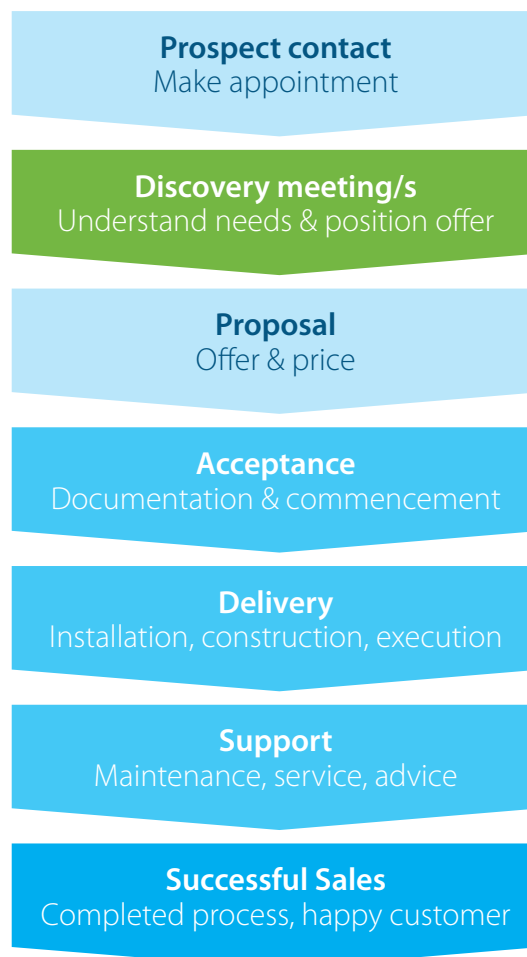 Prospect contact
Make appointment
Discovery meeting/s
Understand needs & position offer
Proposal
Offer & price
Acceptance
Documentation & commencement
Delivery
Installation, construction, execution
Support
Maintenance, service, advice
Successful Sales
Completed process, happy customer